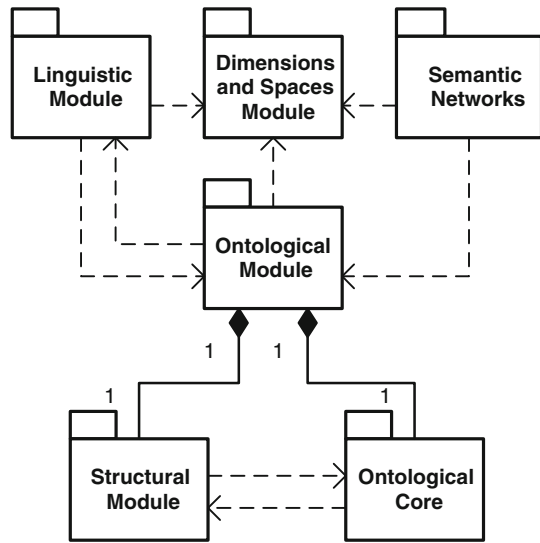 Linguistic
Module
Dimensions
and Spaces
Module
Semantic
Networks
Ontological
Module
1
1
1
1
Structural
Module
Ontological
Core